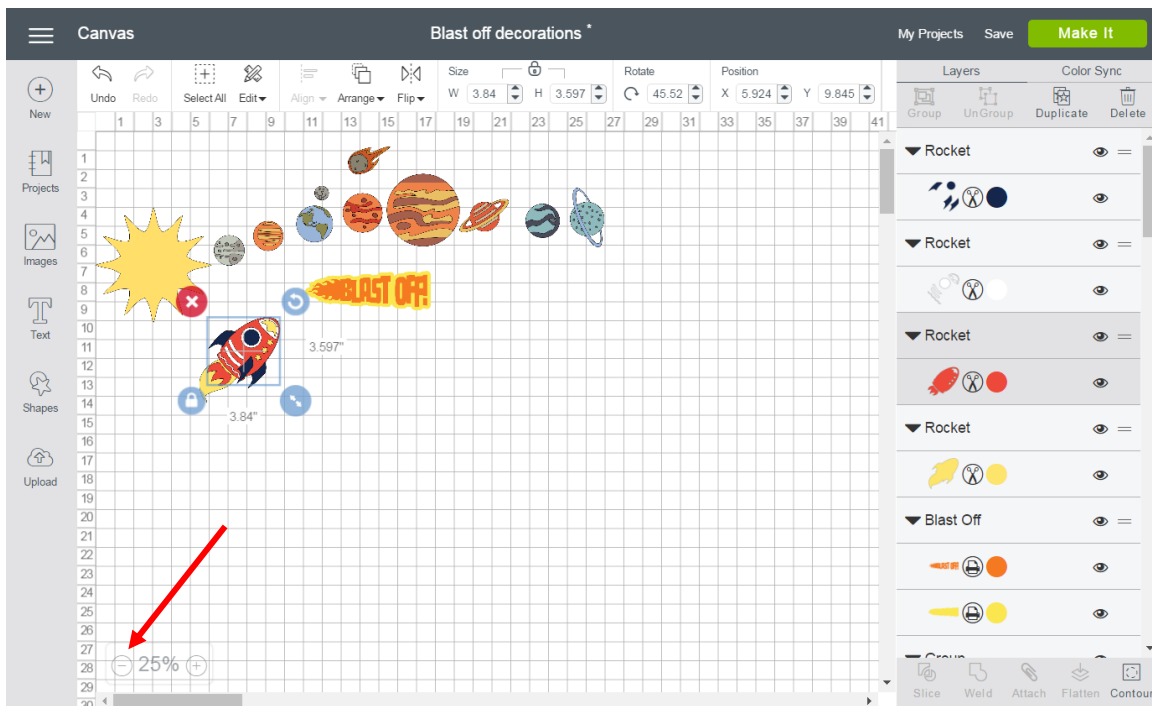 Canvas
Blast off decorations *
My Projects Save Make It
New
Projects
Images
Text
Shapes
Upload
Undo Redo Select All Edit Align Arrange Flip
Size
W 3.84 H 3.597
Rotate
45.52
Position
X 5.924 Y 9.845
Layers Color Sync
Group UnGroup Duplicate Delete
1 3 5 7 9 11 13 15 17 19 21 23 25 27 29 31 33 35 37 39 41
1
2
3
4
5
6
7
8
9
10
11
12
13
14
15
16
17
18
19
20
21
22
23
24
25
26
27
28
29
30
BLAST OFF!
3.597"
3.84"
25%
Rocket
Rocket
Rocket
Rocket
Blast Off
BLAST OFF
Group
Slice Weld Attach Flatten Contour